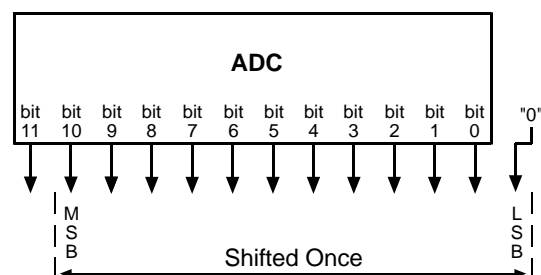 ADC
bit bit bit bit bit bit bit bit bit bit bit bit "0"
11 10 9 8 7 6 5 4 3 2 1 0
M L
S S
B B
Shifted Once